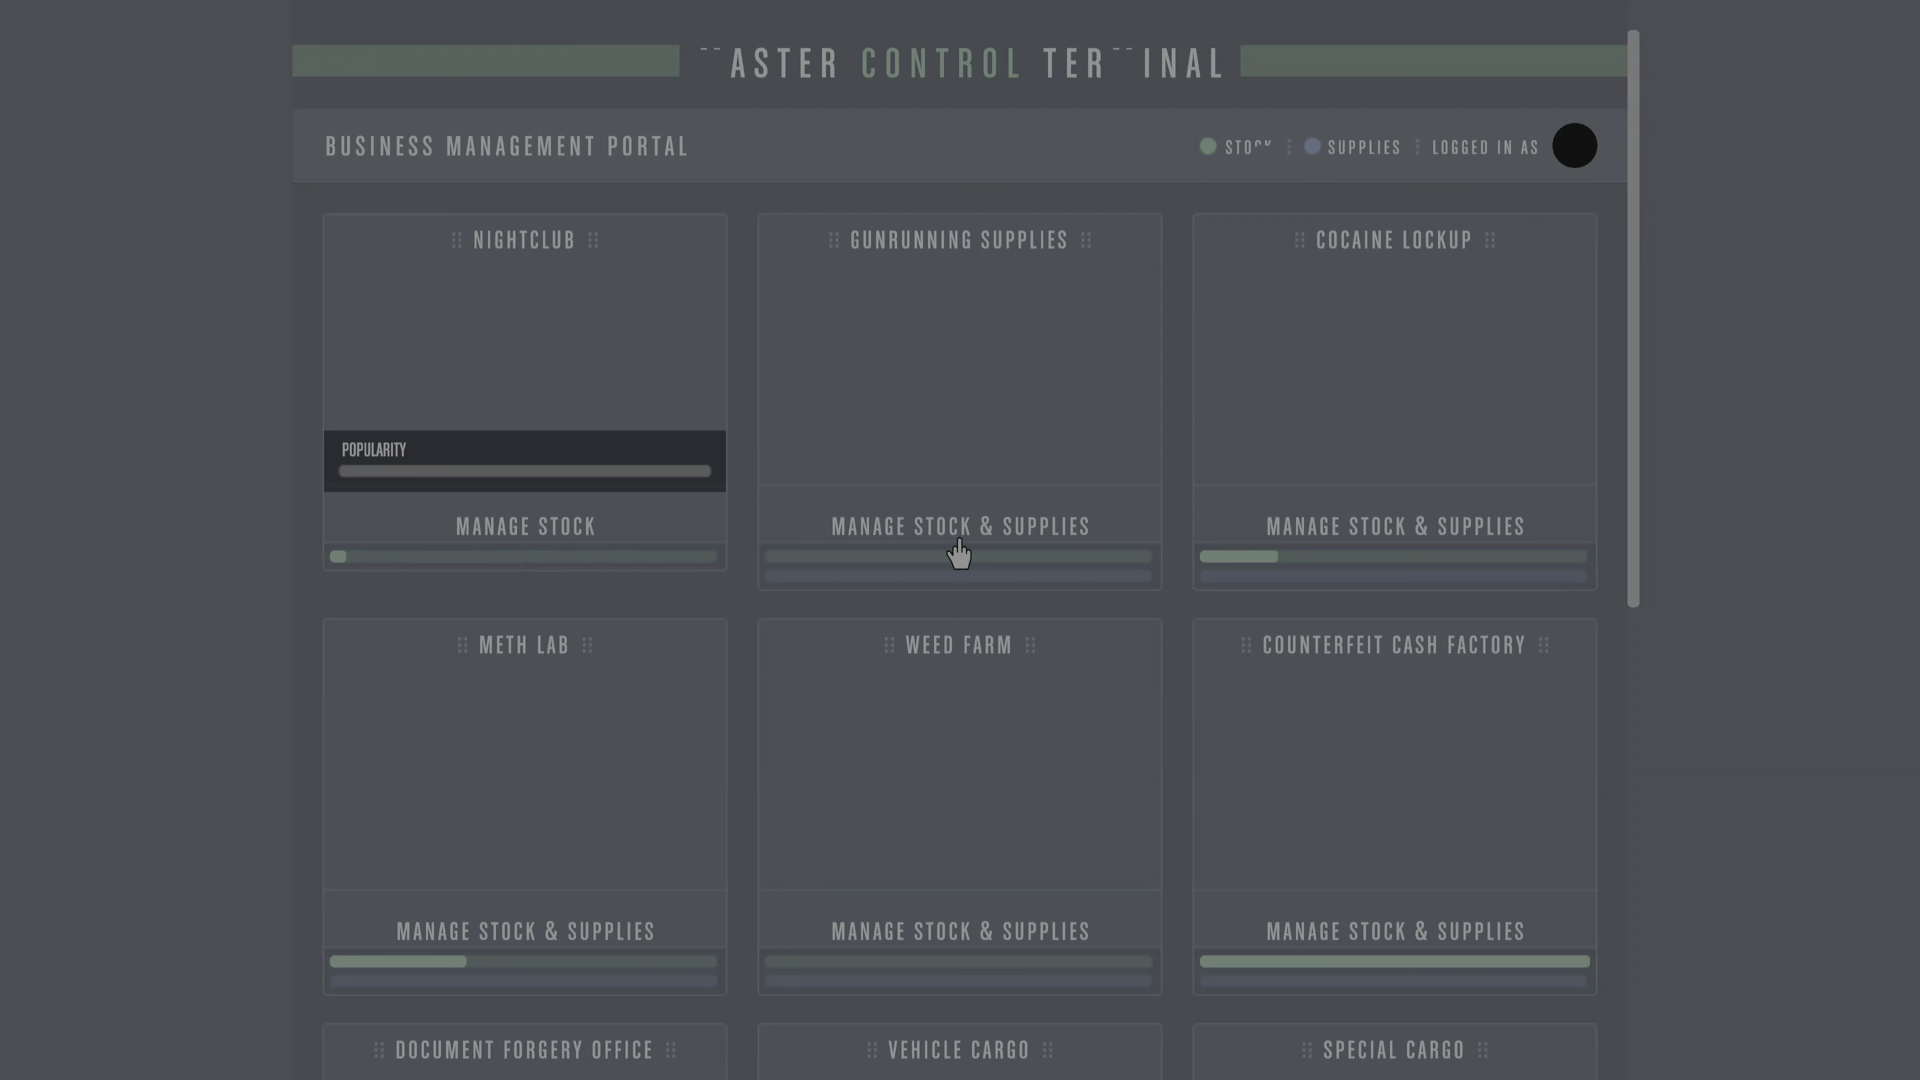 ASTER CONTROL TER INAL
BUSINESS MANAGEMENT PORTAL
SUPPLIES
LOGGED IN AS
NIGHTCLUB
GUNRUNNING SUPPLIES
COCAINE LOCKUP
POPULARITY
MANAGE STOCK
MANAGE STOCK & SUPPLIES
MANAGE STOCK & SUPPLIES
METH LAB
WEED FARM
COUNTERFEIT CASH FACTORY
MANAGE STOCK & SUPPLIES
MANAGE STOCK & SUPPLIES
MANAGE STOCK & SUPPLIES
DOCUMENT FORGERY OFFICE
VEHICLE CARGO
SPECIAL CARGO